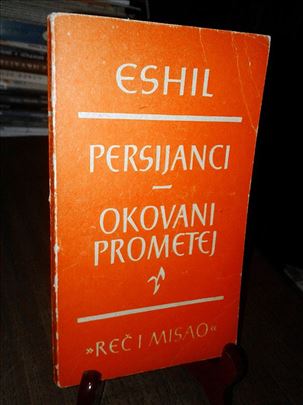 ESHIL
PERSIJANCI
—
OKOVANI
PROMETEJ
»REČ I MISAO«